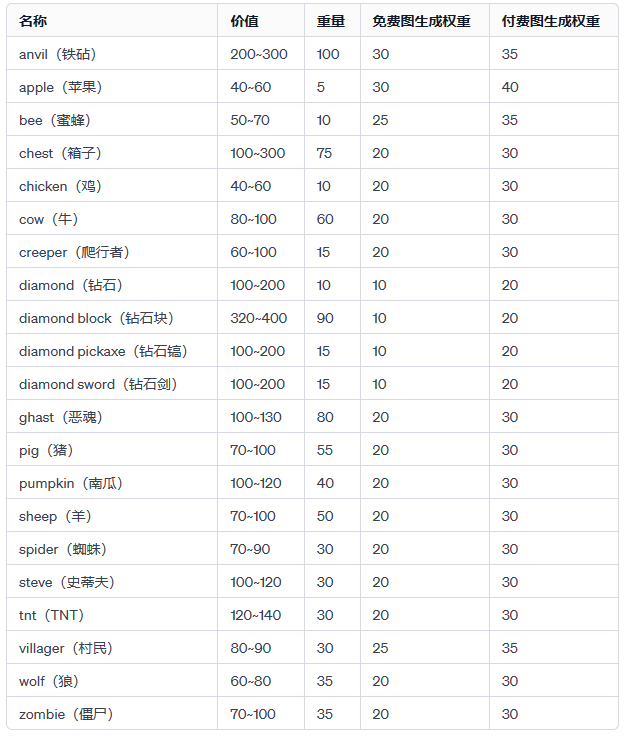 名称 价值 重量 免费图生成权重 付费图生成权重
anvil（铁砧） 200~300 100 30 35
apple（苹果） 40~60 5 30 40
bee（蜜蜂） 50~70 10 25 35
chest（箱子） 100~300 75 20 30
chicken（鸡） 40~60 10 20 30
cow（牛） 80~100 60 20 30
creeper（爬行者） 60~100 15 20 30
diamond（钻石） 100~200 10 10 20
diamond block（钻石块） 320~400 90 10 20
diamond pickaxe（钻石镐） 100~200 15 10 20
diamond sword（钻石剑） 100~200 15 10 20
ghast（恶魂） 100~130 80 20 30
pig（猪） 70~100 55 20 30
pumpkin（南瓜） 100~120 40 20 30
sheep（羊） 70~100 50 20 30
spider（蜘蛛） 70~90 30 20 30
steve（史蒂夫） 100~120 30 20 30
tnt（TNT） 120~140 30 20 30
villager（村民） 80~90 30 25 35
wolf（狼） 60~80 35 20 30
zombie（僵尸） 70~100 35 20 30